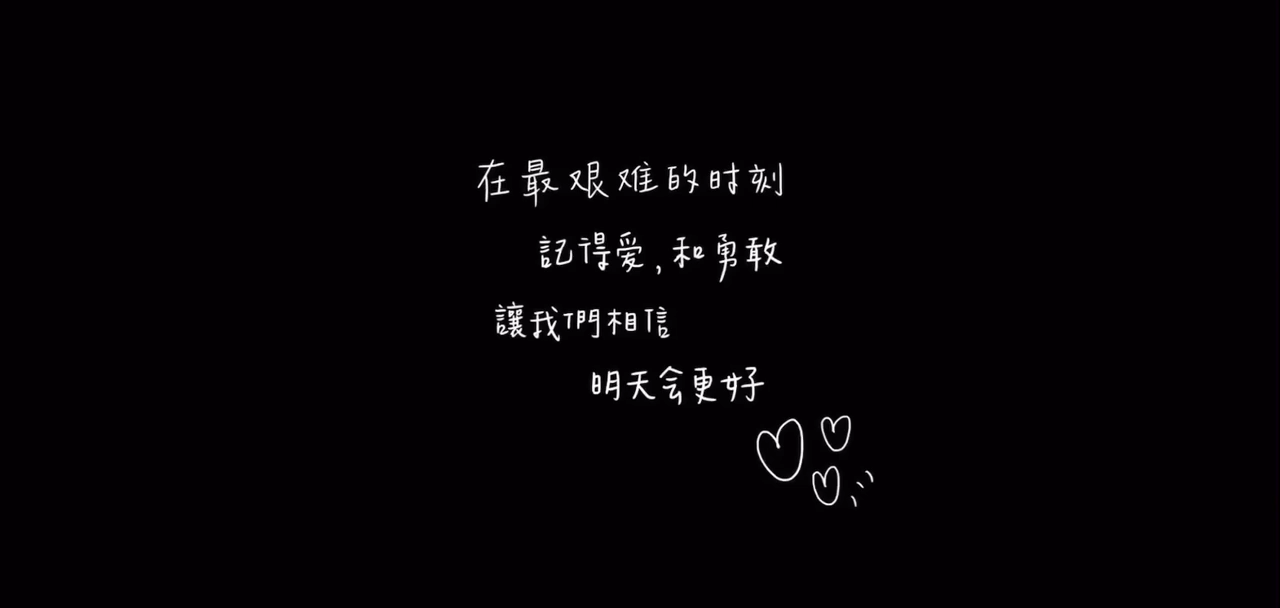 在最艰难的时刻
記得爱,和勇敢
讓我們相信
明天会更好